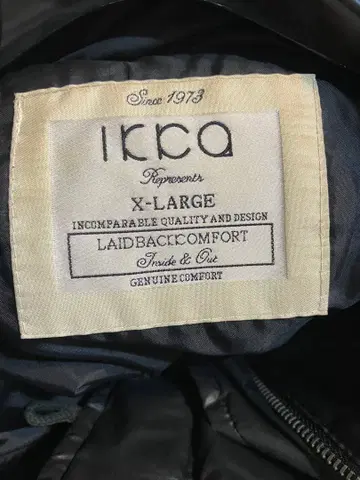 Since 1973
ikka
Represents
X-LARGE
INCOMPARABLE QUALITY AND DESIGN
LAIDBACKCOMFORT
Inside & Out
GENUINE COMFORT